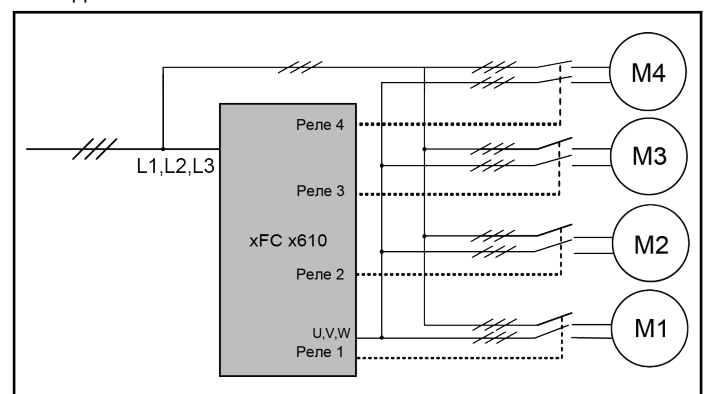 M4
Реле 4
L1,L2,L3
M3
Реле 3
xFC x610
M2
Реле 2
U,V,W
M1
Реле 1